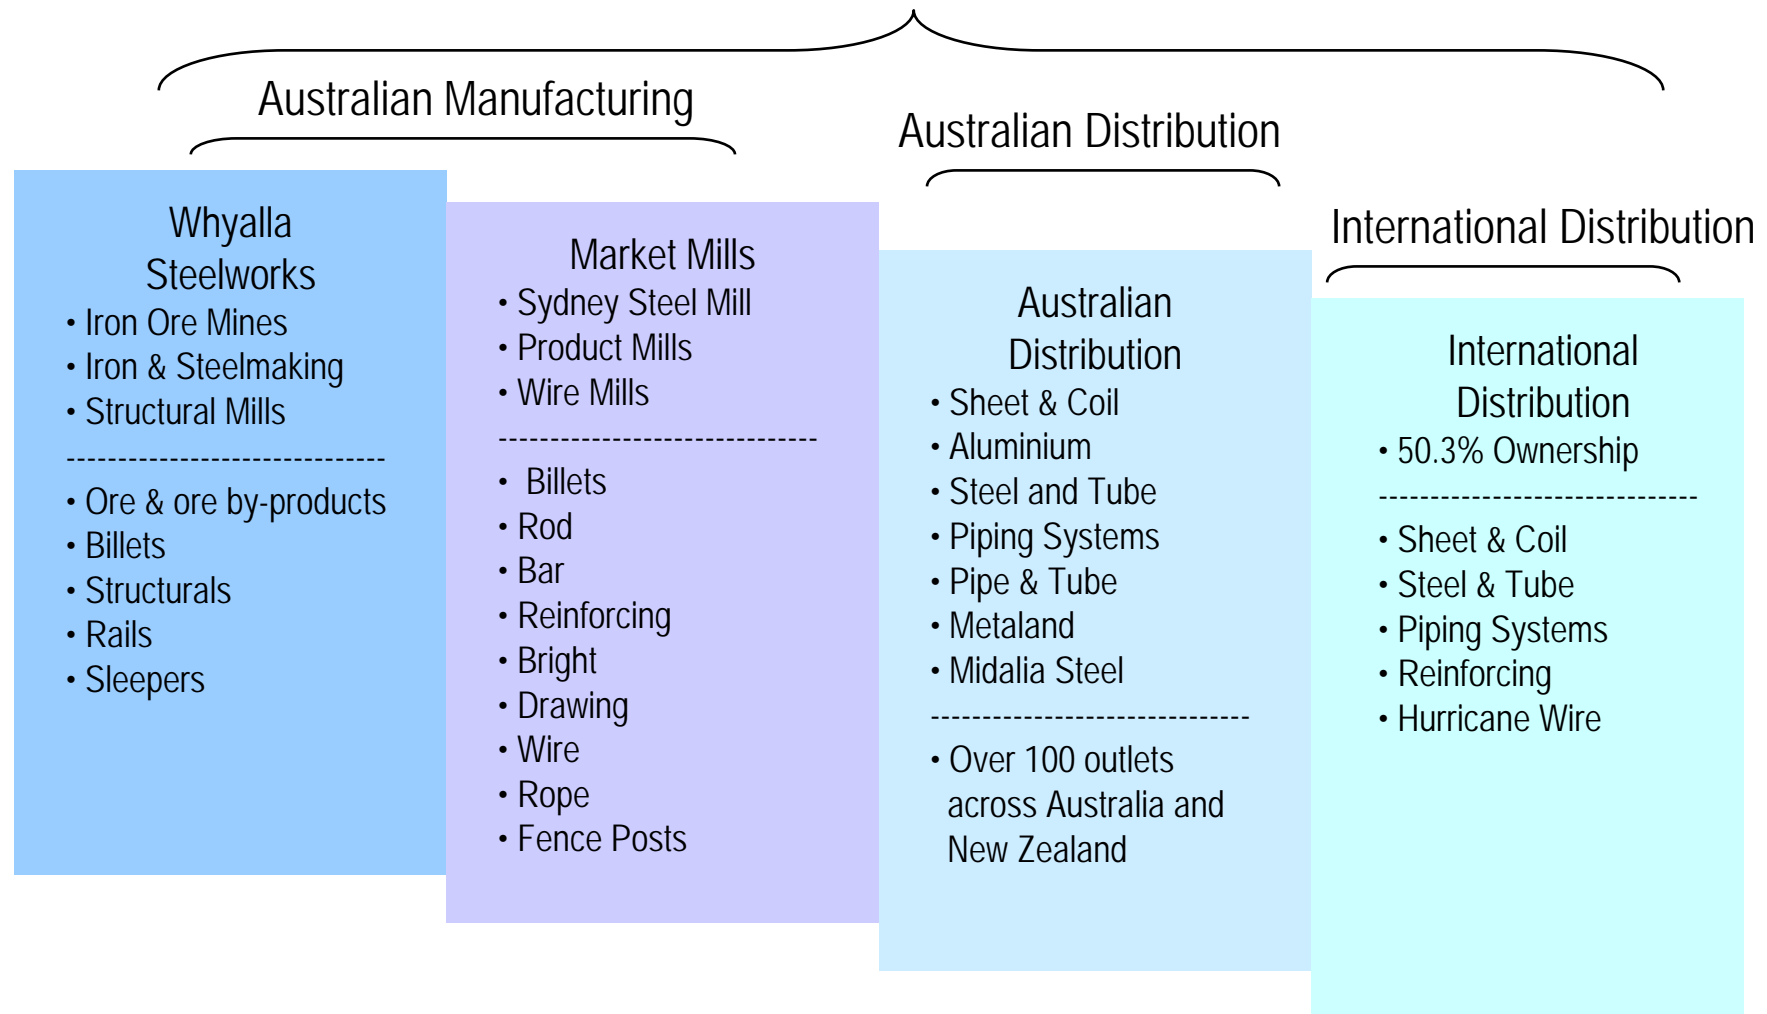 Australian Manufacturing
Australian Distribution
International Distribution
Whyalla
Steelworks
• Iron Ore Mines
• Iron & Steelmaking
• Structural Mills
-------------------------------
• Ore & ore by-products
• Billets
• Structurals
• Rails
• Sleepers
Market Mills
• Sydney Steel Mill
• Product Mills
• Wire Mills
-------------------------------
• Billets
• Rod
• Bar
• Reinforcing
• Bright
• Drawing
• Wire
• Rope
• Fence Posts
Australian
Distribution
• Sheet & Coil
• Aluminium
• Steel and Tube
• Piping Systems
• Pipe & Tube
• Metaland
• Midalia Steel
-------------------------------
• Over 100 outlets
across Australia and
New Zealand
International
Distribution
• 50.3% Ownership
-------------------------------
• Sheet & Coil
• Steel & Tube
• Piping Systems
• Reinforcing
• Hurricane Wire